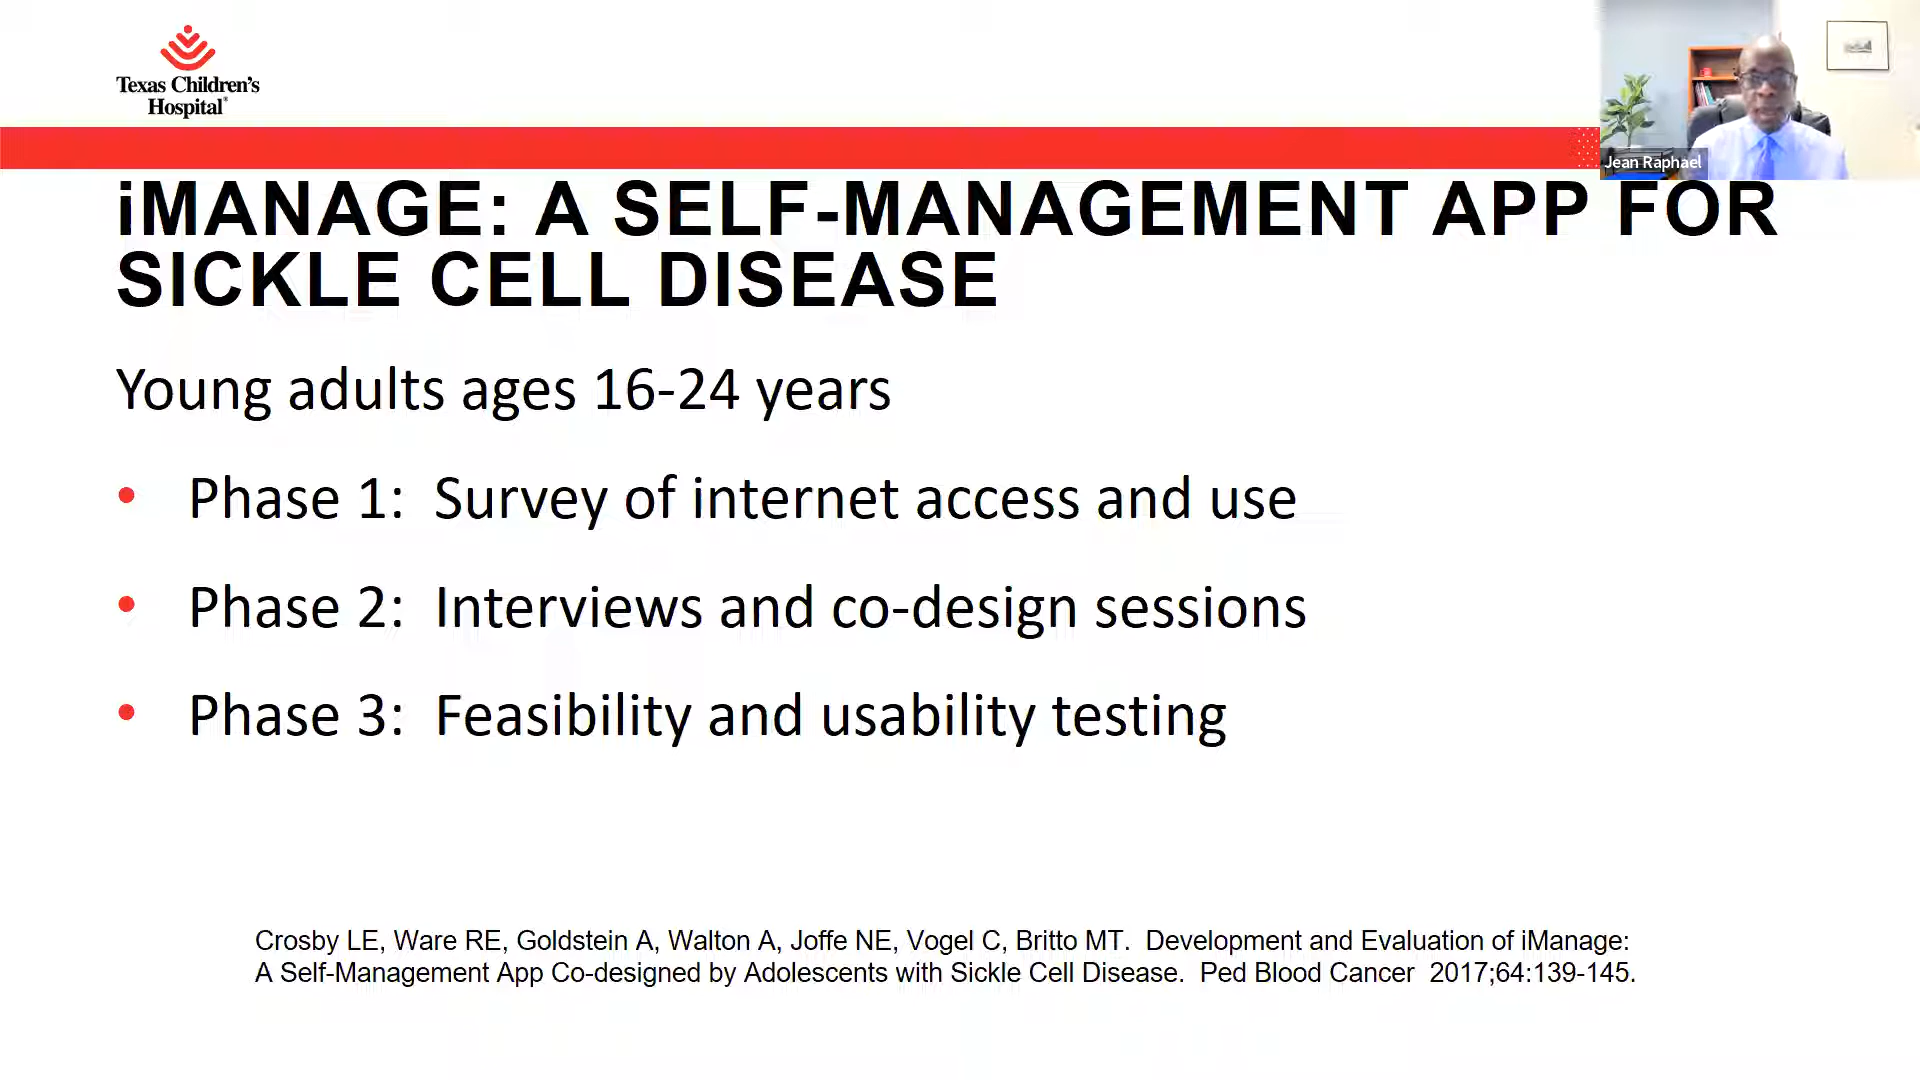 Texas Children's
Hospital®
Jean Raphael
iMANAGE: A SELF-MANAGEMENT APP FOR
SICKLE CELL DISEASE
Young adults ages 16-24 years
• Phase 1: Survey of internet access and use
• Phase 2: Interviews and co-design sessions
• Phase 3: Feasibility and usability testing
Crosby LE, Ware RE, Goldstein A, Walton A, Joffe NE, Vogel C, Britto MT. Development and Evaluation of iManage:
A Self-Management App Co-designed by Adolescents with Sickle Cell Disease. Ped Blood Cancer 2017;64:139-145.